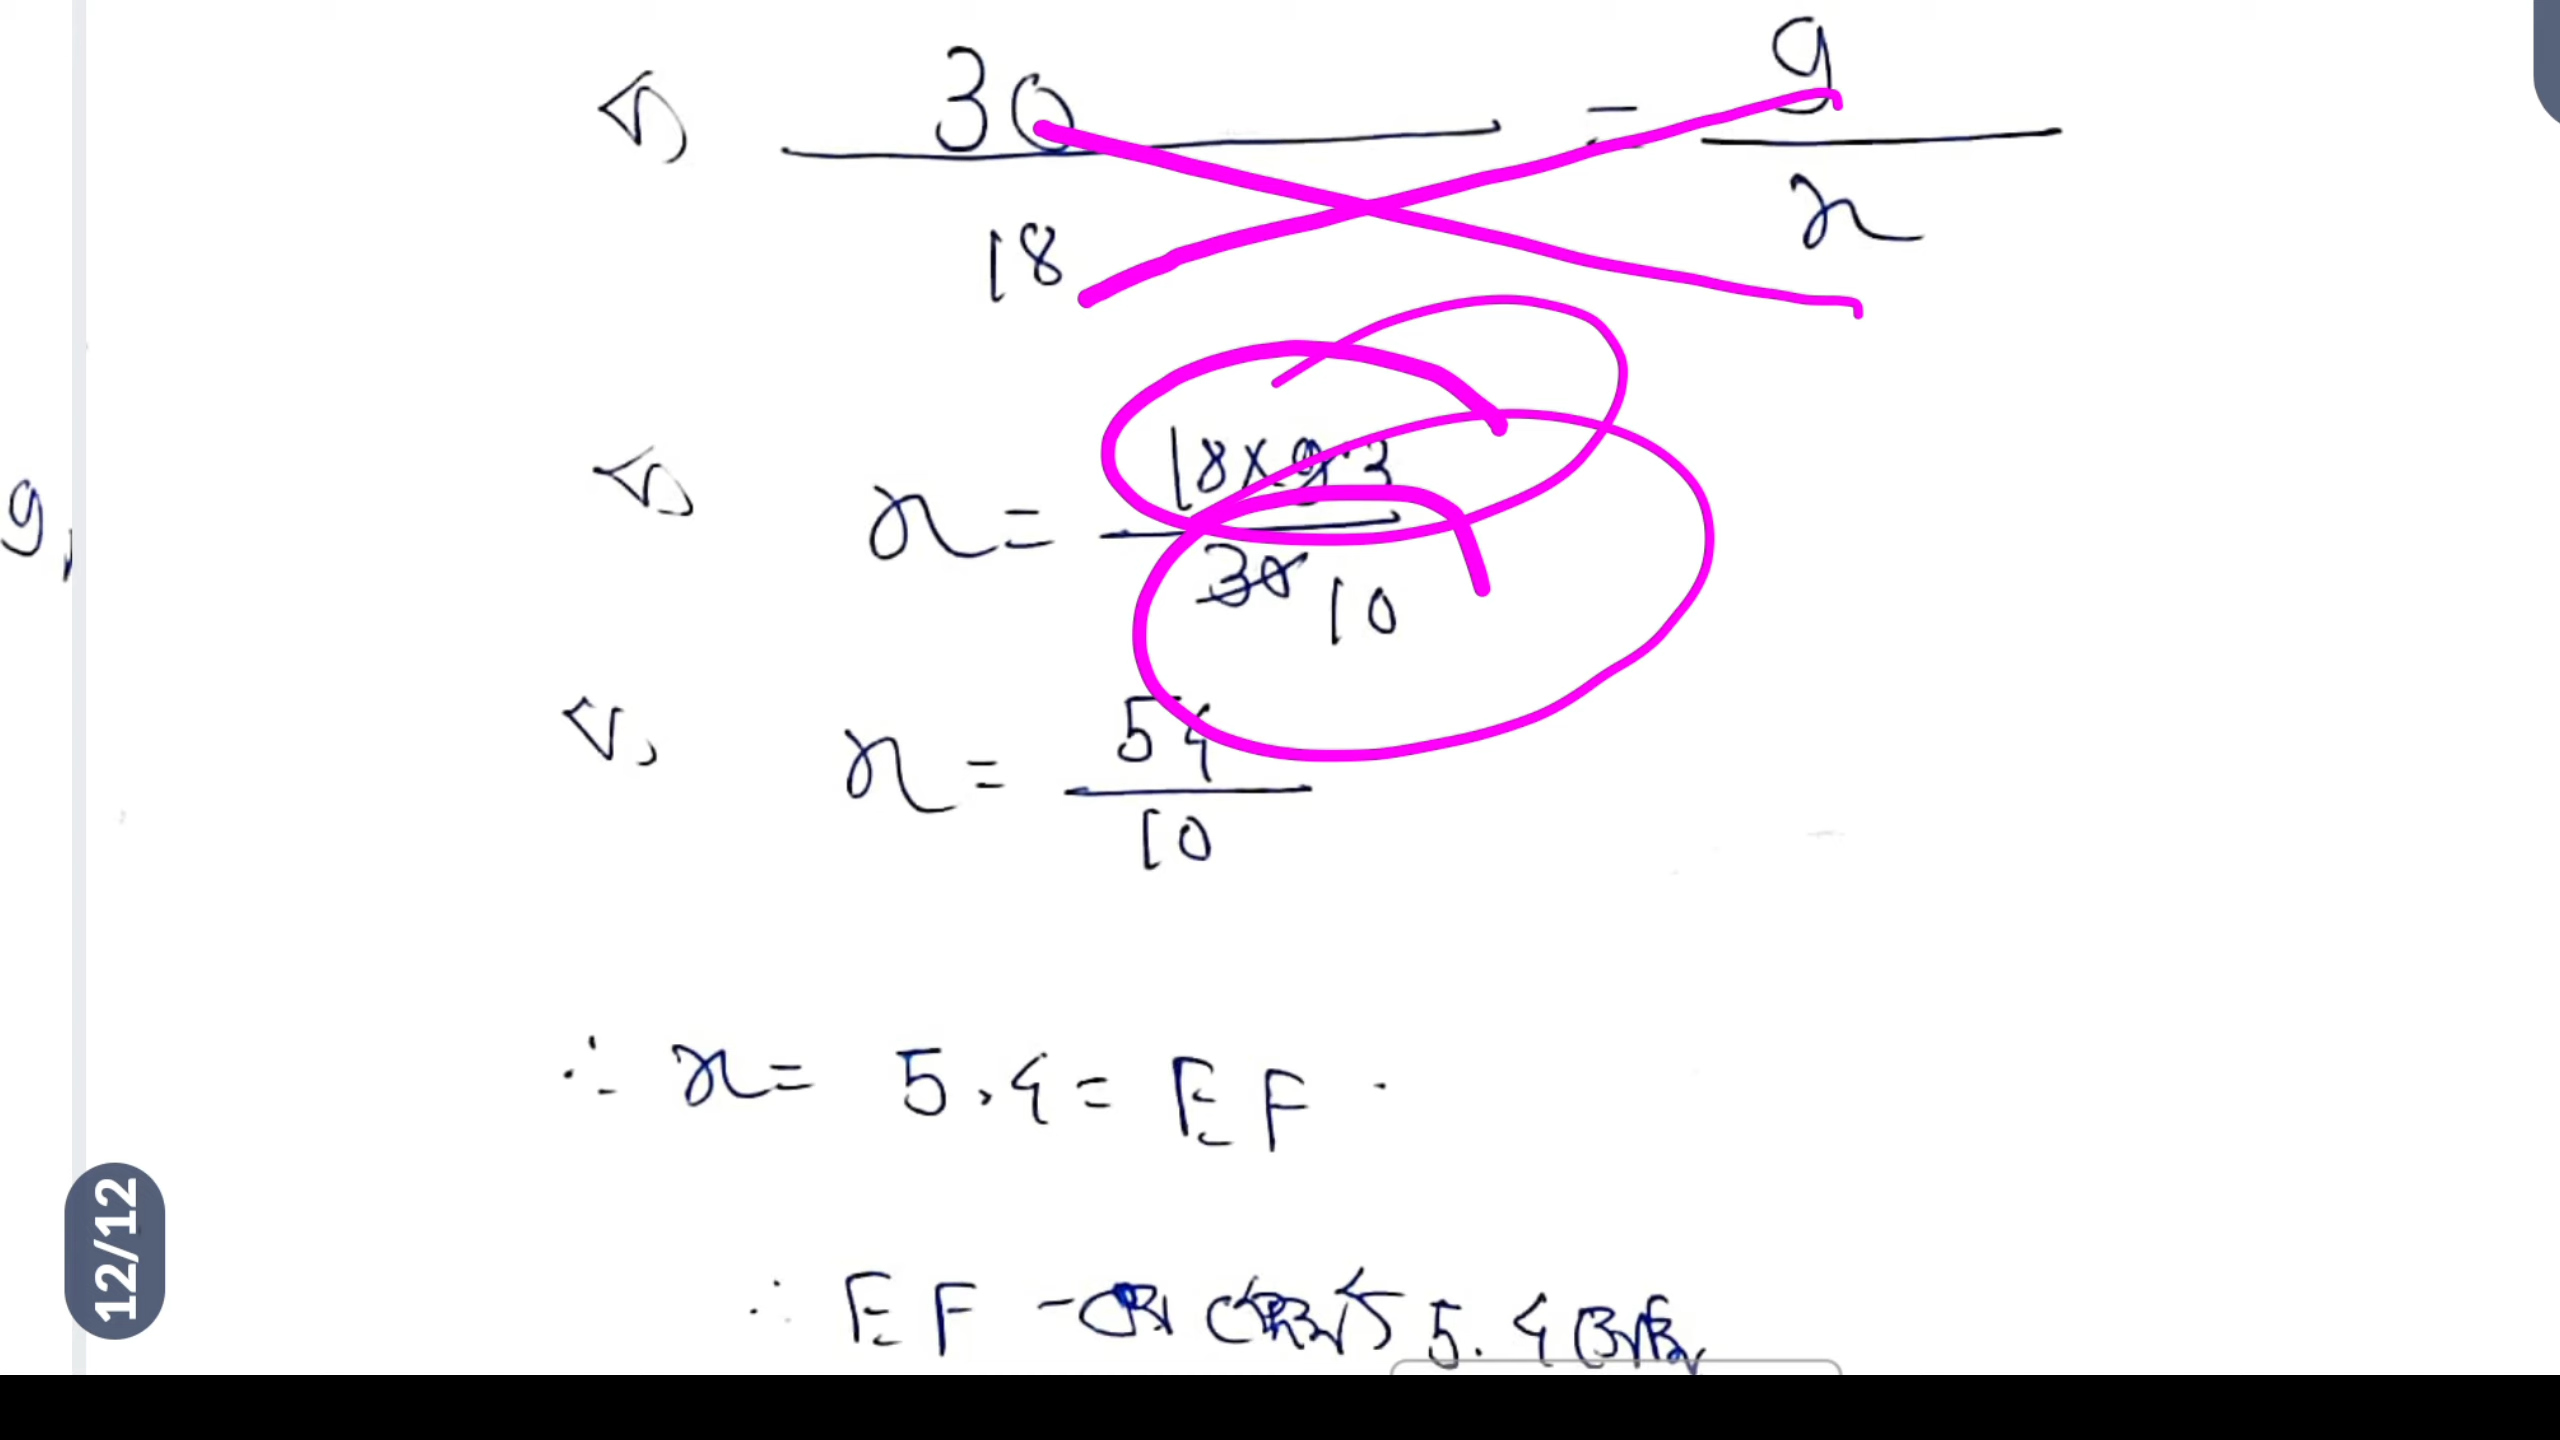 বা, 30/18 = 9/x
বা, x = 18×9 3/30 10
বা, x = 54/10
∴ x = 5.4 = EF
∴ EF -এর 5.4
9,
12/12